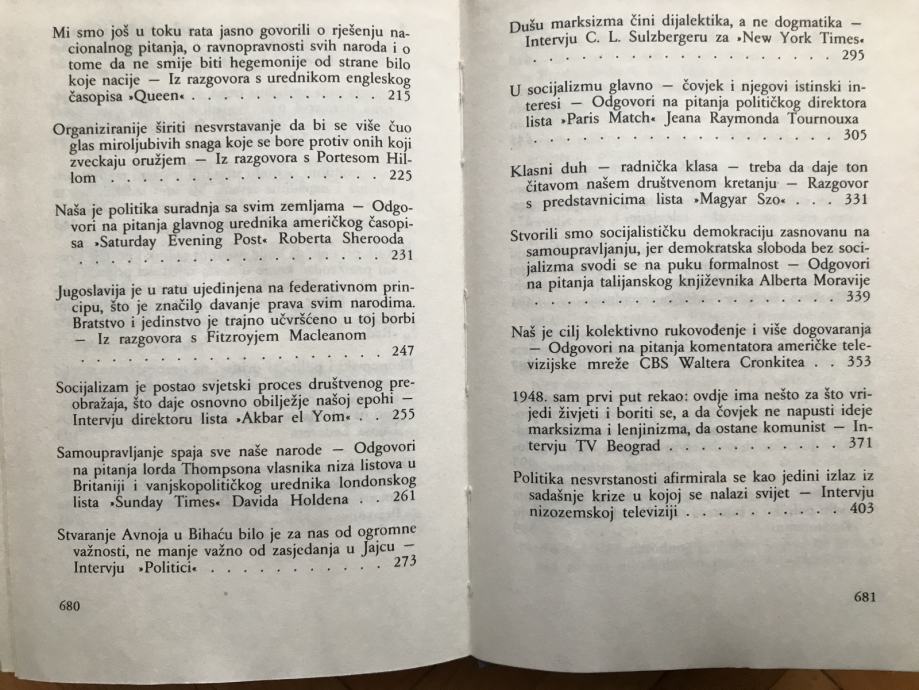 Mi smo još u toku rata jasno govorili o rješenju na-
cionalnog pitanja, o ravnopravnosti svih naroda i o
tome da ne smije biti hegemonije od strane bilo
koje nacije — Iz razgovora s urednikom engleskog
časopisa »Queen« . . . . . . . . . . . 215
Organiziranije širiti nesvrstavanje da bi se više čuo
glas miroljubivih snaga koje se bore protiv onih koji
zveckaju oružjem — Iz razgovora s Portesom Hil-
lom . . . . . . . . . . . . . . . . 225
Naša je politika suradnja sa svim zemljama — Odgo-
vori na pitanja glavnog urednika američkog časopi-
sa »Saturday Evening Post« Roberta Sherooda
. . . . . . . . . . . . . . . . . . 231
Jugoslavija je u ratu ujedinjena na federativnom prin-
cipu, što je značilo davanje prava svim narodima.
Bratstvo i jedinstvo je trajno učvršćeno u toj borbi
— Iz razgovora s Fitzroyjem Macleanom
. . . . . . . . . . . . . . . . . . 247
Socijalizam je postao svjetski proces društvenog pre-
obražaja, što daje osnovno obilježje našoj epohi —
Intervju direktoru lista »Akbar el Yom« . . 255
Samoupravljanje spaja sve naše narode — Odgovori
na pitanja lorda Thompsona vlasnika niza listova u
Britaniji i vanjskopolitičkog urednika londonskog
lista »Sunday Times« Davida Holdena . . 261
Stvaranje Avnoja u Bihaću bilo je za nas od ogromne
važnosti, ne manje važno od zasjedanja u Jajcu —
Intervju »Politici« . . . . . . . . . . . 273
680
Dušu marksizma čini dijalektika, a ne dogmatika —
Intervju C. L. Sulzbergeru za »New York Times«
. . . . . . . . . . . . . . . . . . 295
U socijalizmu glavno — čovjek i njegovi istinski in-
teresi — Odgovori na pitanja političkog direktora
lista »Paris Match« Jeana Raymonda Tournouxa
. . . . . . . . . . . . . . . . . . 305
Klasni duh — radnička klasa — treba da daje ton
čitavom našem društvenom kretanju — Razgovor
s predstavnicima lista »Magyar Szo« . . . 331
Stvorili smo socijalističku demokraciju zasnovanu na
samoupravljanju, jer demokratska sloboda bez soci-
jalizma svodi se na puku formalnost — Odgovori
na pitanja talijanskog književnika Alberta Moravije
. . . . . . . . . . . . . . . . . . 339
Naš je cilj kolektivno rukovođenje i više dogovaranja
— Odgovori na pitanja komentatora američke tele-
vizijske mreže CBS Waltera Cronkitea . . 353
1948. sam prvi put rekao: ovdje ima nešto za što vri-
jedi živjeti i boriti se, a da čovjek ne napusti ideje
marksizma i lenjinizma, da ostane komunist — In-
tervju TV Beograd . . . . . . . . . . . 371
Politika nesvrstanosti afirmirala se kao jedini izlaz iz
sadašnje krize u kojoj se nalazi svijet — Intervju
nizozemskoj televiziji . . . . . . . . . . 403
681